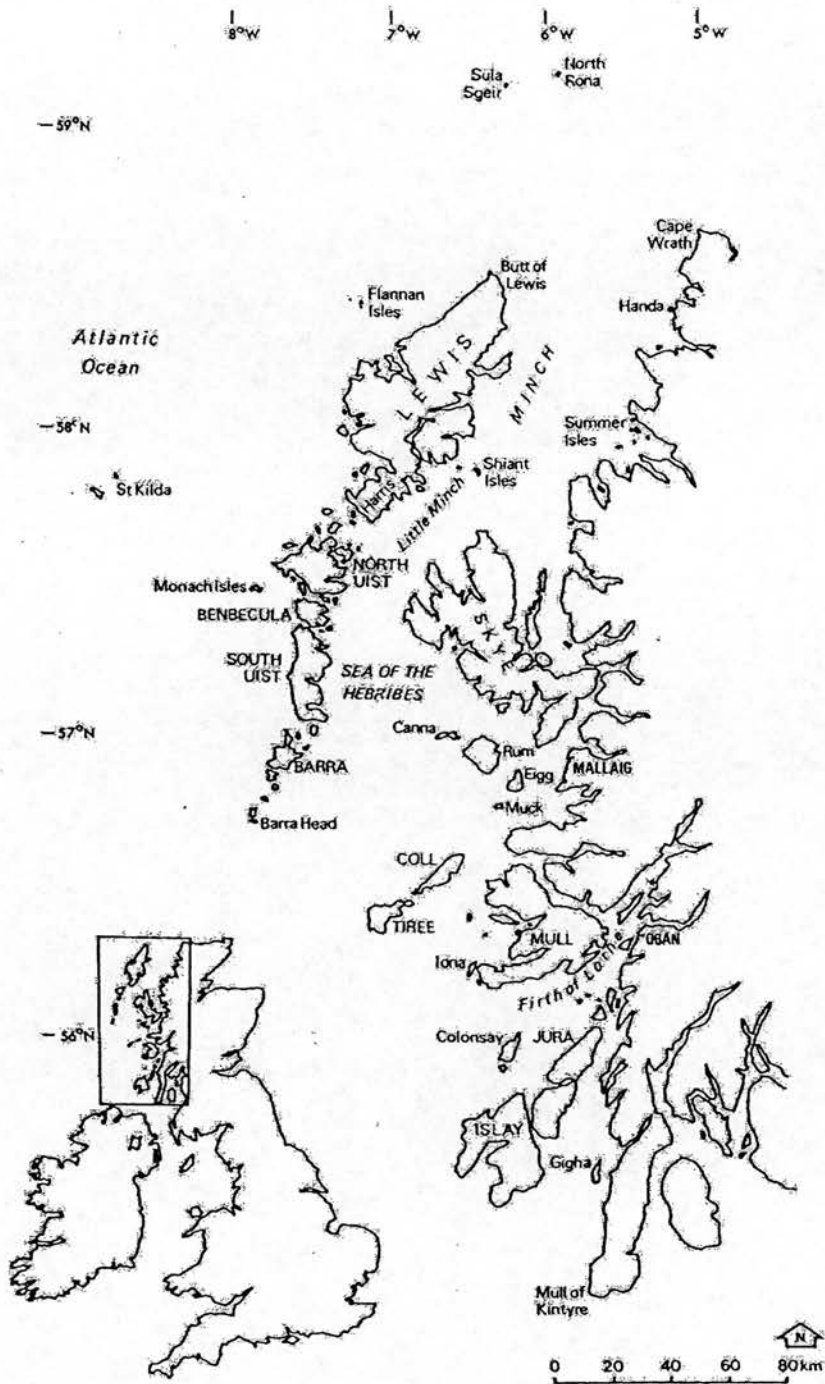 8°W 7°W 6°W 5°W
Sula
Sgeir
North
Rona
59°N
Cape
Wrath
Butt of
Lewis
Flannan
Isles
Handa
Atlantic
Ocean
LEWIS
MINCH
58°N
Summer
Isles
St Kilda
Shiant
Isles
Harris
Little Minch
NORTH
UIST
Monach Isles
BENBECULA
SKYE
SOUTH
UIST
SEA OF THE
HEBRIBES
57°N
Canna
Rum
BARRA
Eigg
MALLAIG
Muck
Barra Head
COLL
TIREE
MULL
OBAN
Iona
Firth of Lorne
56°N
Colonsay
JURA
ISLAY
Gigha
Mull of
Kintyre
N
0 20 40 60 80km